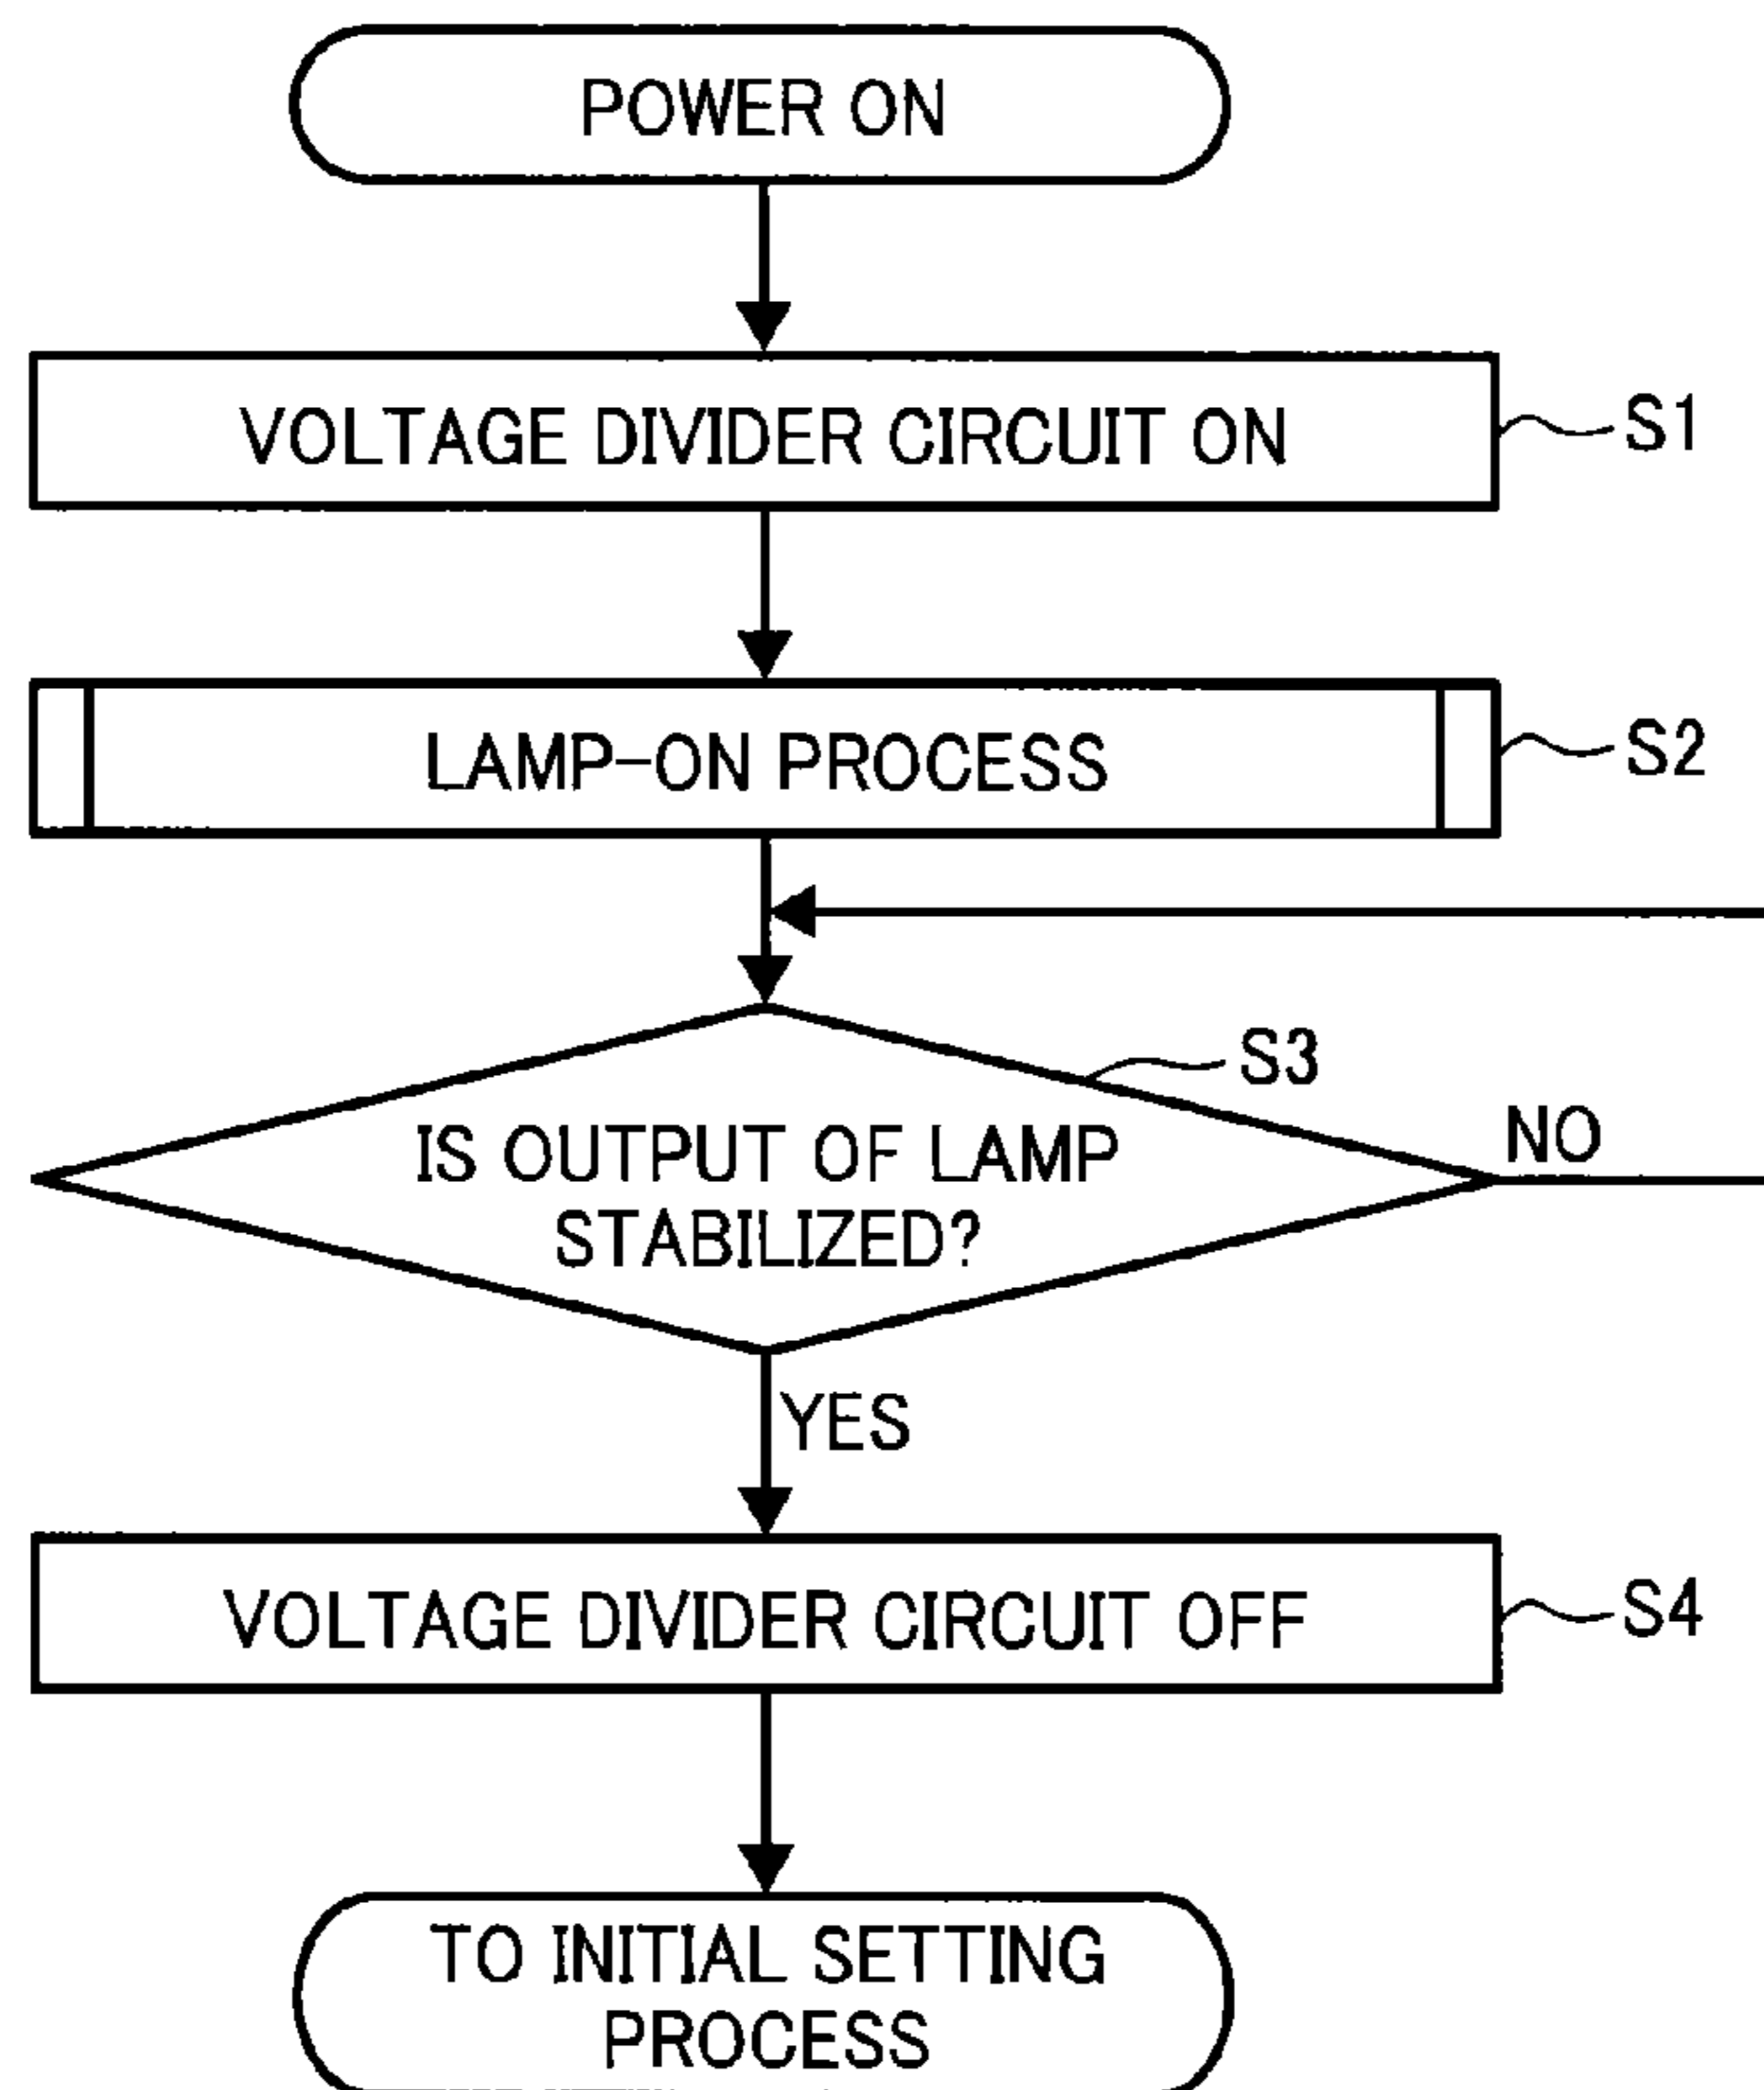 POWER ON
VOLTAGE DIVIDER CIRCUIT ON
S1
LAMP-ON PROCESS
S2
S3
NO
IS OUTPUT OF LAMP
STABILIZED?
YES
VOLTAGE DIVIDER CIRCUIT OFF
S4
TO INITIAL SETTING
PROCESS